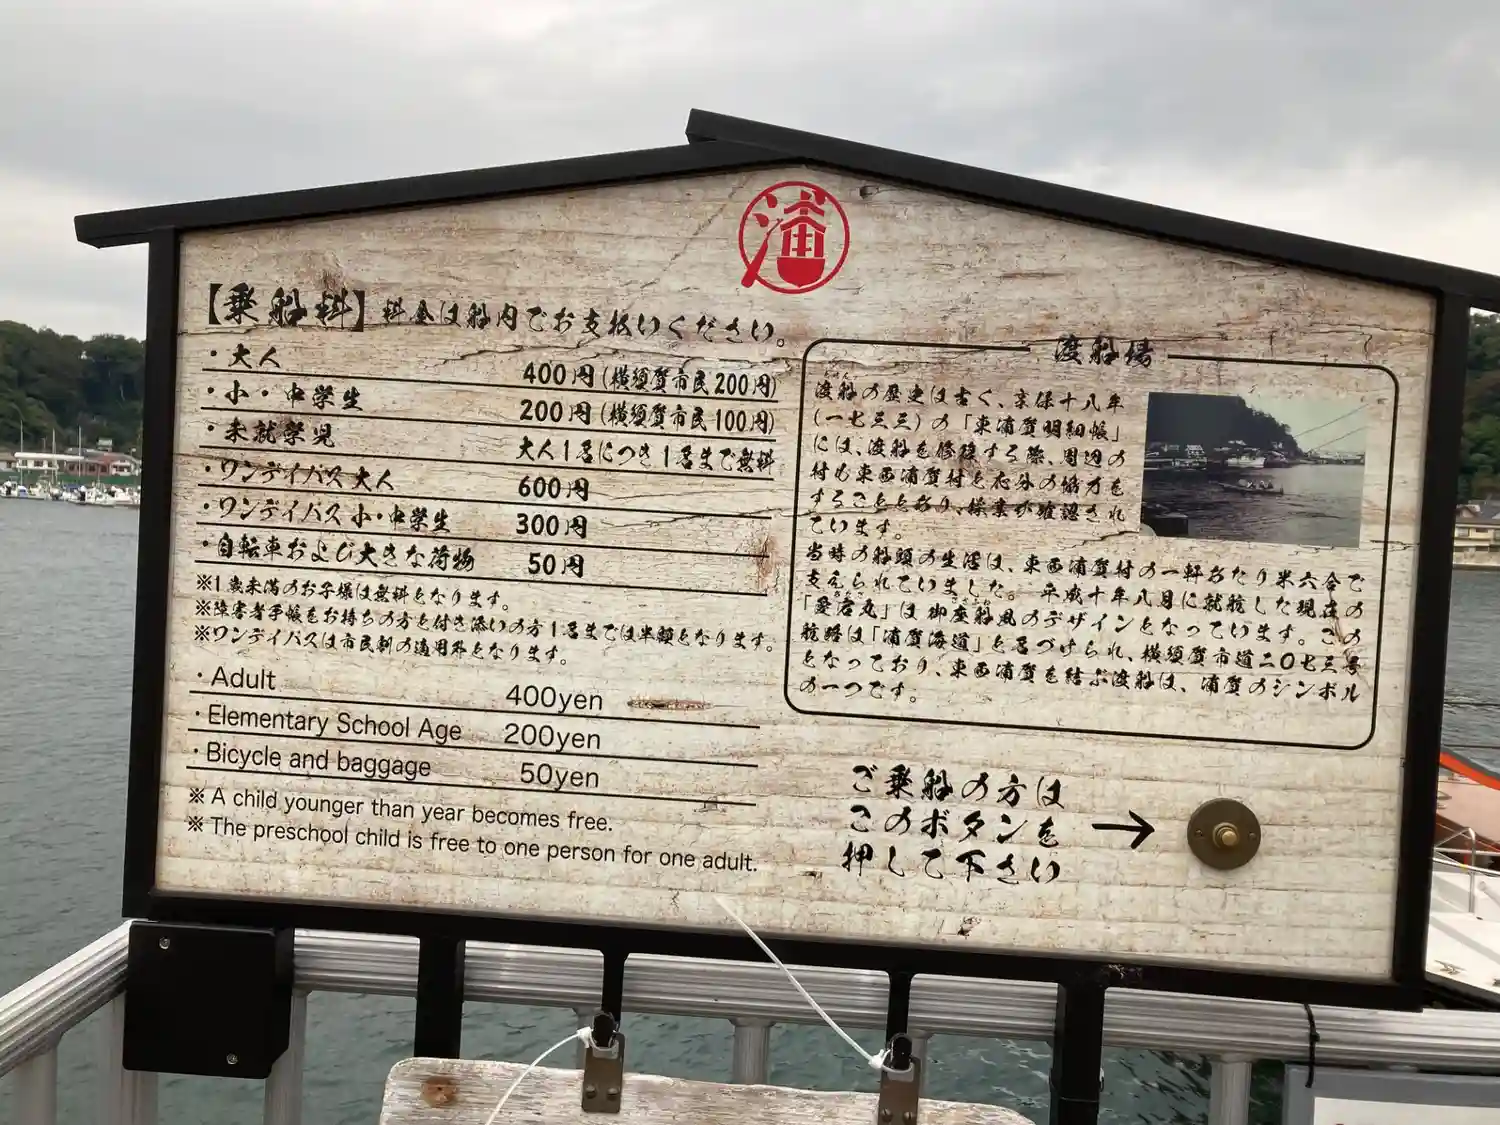 浦
【乗船料】料金は船内でお支払いください。
・大人 400円(横須賀市民200円)
・小・中学生 200円(横須賀市民100円)
・未就学児 大人1名につき1名まで無料
・ワンデイパス 大人 600円
・ワンデイパス 小・中学生 300円
・自転車および大きな荷物 50円
※1歳未満のお子様は無料となります。
※障害者手帳をお持ちの方と付き添いの方1名までは半額となります。
※ワンデイパスは市民割の適用外となります。
・Adult 400yen
・Elementary School Age 200yen
・Bicycle and baggage 50yen
※ A child younger than year becomes free.
※ The preschool child is free to one person for one adult.
渡船場
渡船の歴史は古く、享保十八年
(一七三三)の「東浦賀明細帳」
には、渡船を修復する際、周辺の
村も東西浦賀村と応分の協力を
することとあり、操業が確認され
ています。
当時の船頭の生活は、東西浦賀村の一軒あたり米六合で
支えられていました。平成十年八月に就航した現在の
「愛宕丸」は御座船風のデザインとなっています。この
航路は「浦賀海道」と名づけられ、横須賀市道二〇七三号
となっており、東西浦賀を結ぶ渡船は、浦賀のシンボル
の一つです。
ご乗船の方は
このボタンを →
押して下さい